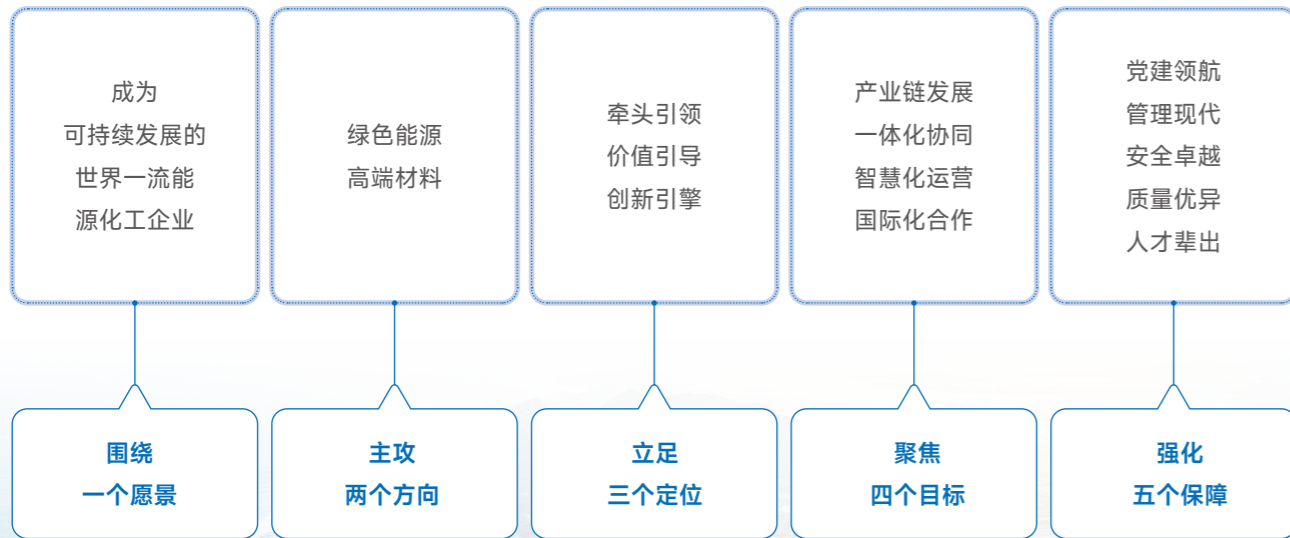 成为
可持续发展的
世界一流能
源化工企业
绿色能源
高端材料
牵头引领
价值引导
创新引擎
产业链发展
一体化协同
智慧化运营
国际化合作
党建领航
管理现代
安全卓越
质量优异
人才辈出
围绕
一个愿景
主攻
两个方向
立足
三个定位
聚焦
四个目标
强化
五个保障